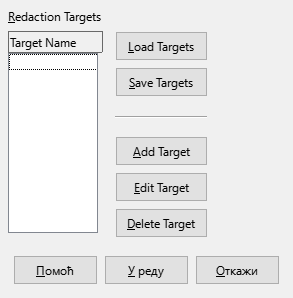 Redaction Targets
Target Name
Load Targets
Save Targets
Add Target
Edit Target
Delete Target
Помоћ
У реду
Откажи